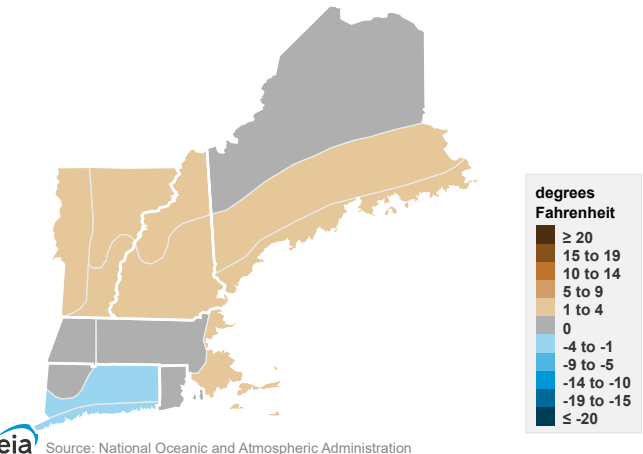 degrees
Fahrenheit
≥ 20
15 to 19
10 to 14
5 to 9
1 to 4
0
-4 to -1
-9 to -5
-14 to -10
-19 to -15
≤ -20
eia Source: National Oceanic and Atmospheric Administration